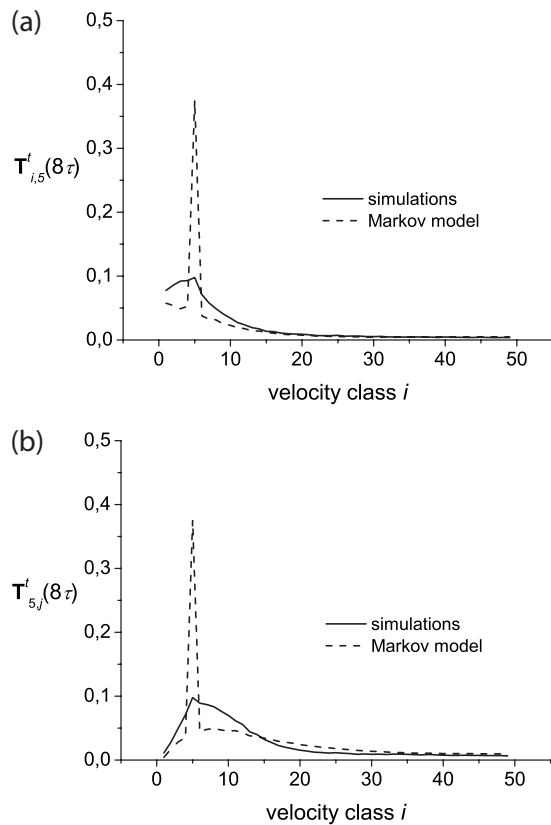 (a)
0,5
0,4
0,3
0,2
0,1
0,0
T^t_{i,5}(8τ)
simulations
Markov model
0 10 20 30 40 50
velocity class i
(b)
0,5
0,4
0,3
0,2
0,1
0,0
T^t_{5,j}(8τ)
simulations
Markov model
0 10 20 30 40 50
velocity class i